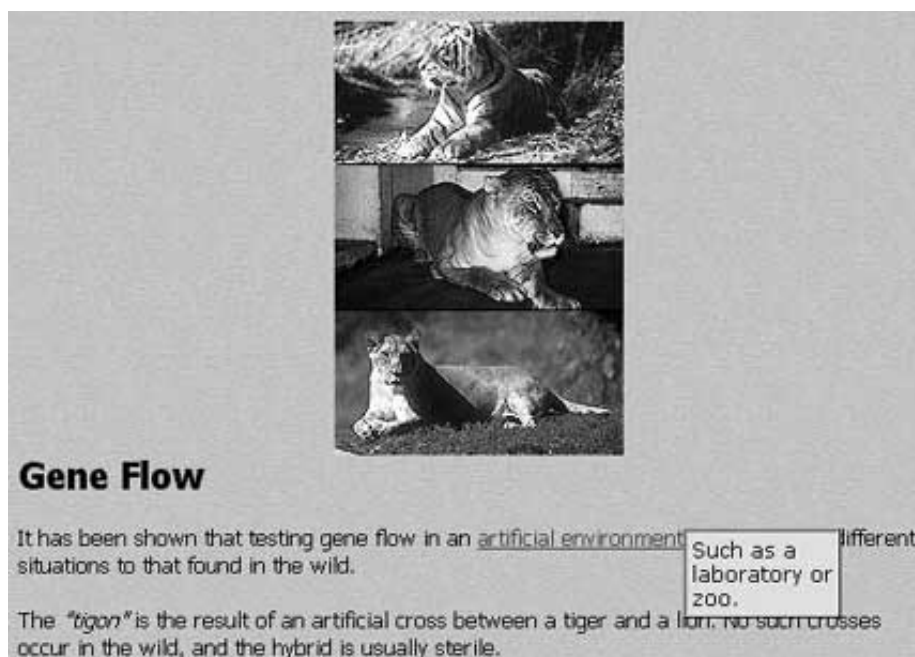 Gene Flow
It has been shown that testing gene flow in an artificial environment different
situations to that found in the wild.
Such as a
laboratory or
zoo.
The "tigon" is the result of an artificial cross between a tiger and a lion. No such crosses
occur in the wild, and the hybrid is usually sterile.